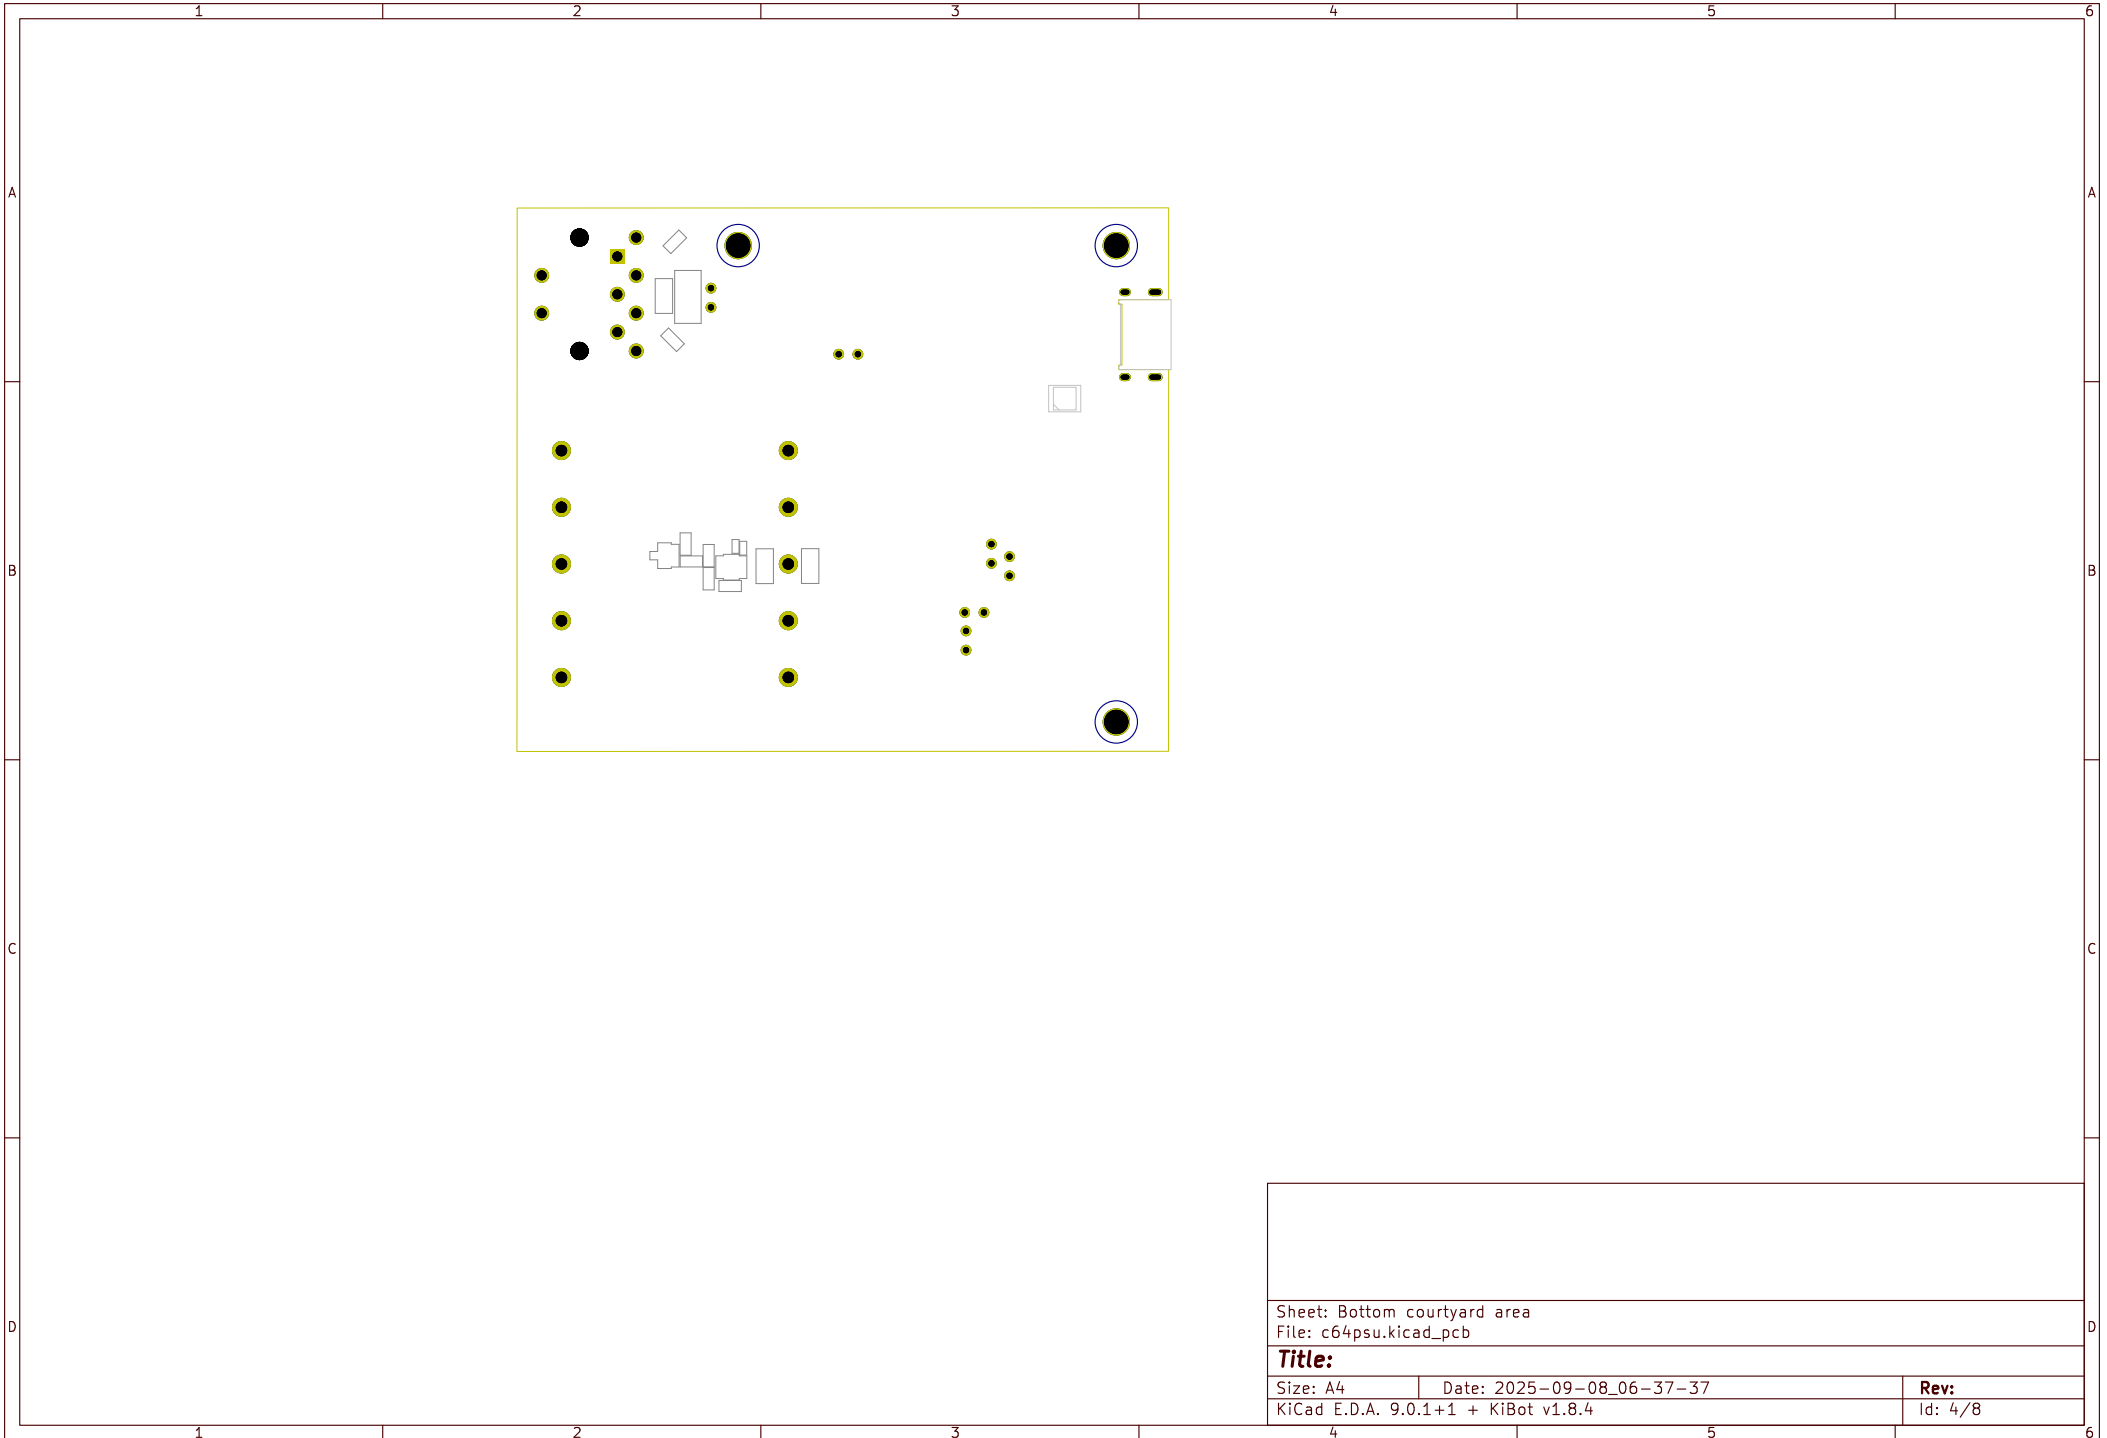 1 2 3 4 5 6
A A
B B
C C
Sheet: Bottom courtyard area
D D
File: c64psu.kicad_pcb
Title:
Size: A4 Date: 2025-09-08_06-37-37 Rev:
KiCad E.D.A. 9.0.1+1 + KiBot v1.8.4 Id: 4/8
1 2 3 4 5 6